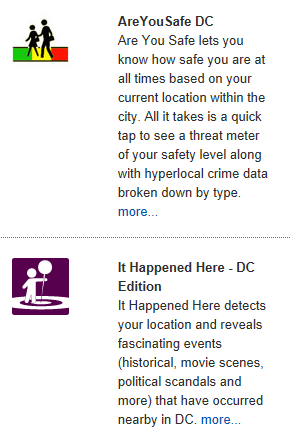 AreYouSafe DC
Are You Safe lets you
know how safe you are at
all times based on your
current location within the
city. All it takes is a quick
tap to see a threat meter
of your safety level along
with hyperlocal crime data
broken down by type.
more...
It Happened Here - DC
Edition
It Happened Here detects
your location and reveals
fascinating events
(historical, movie scenes,
political scandals and
more) that have occurred
nearby in DC. more...